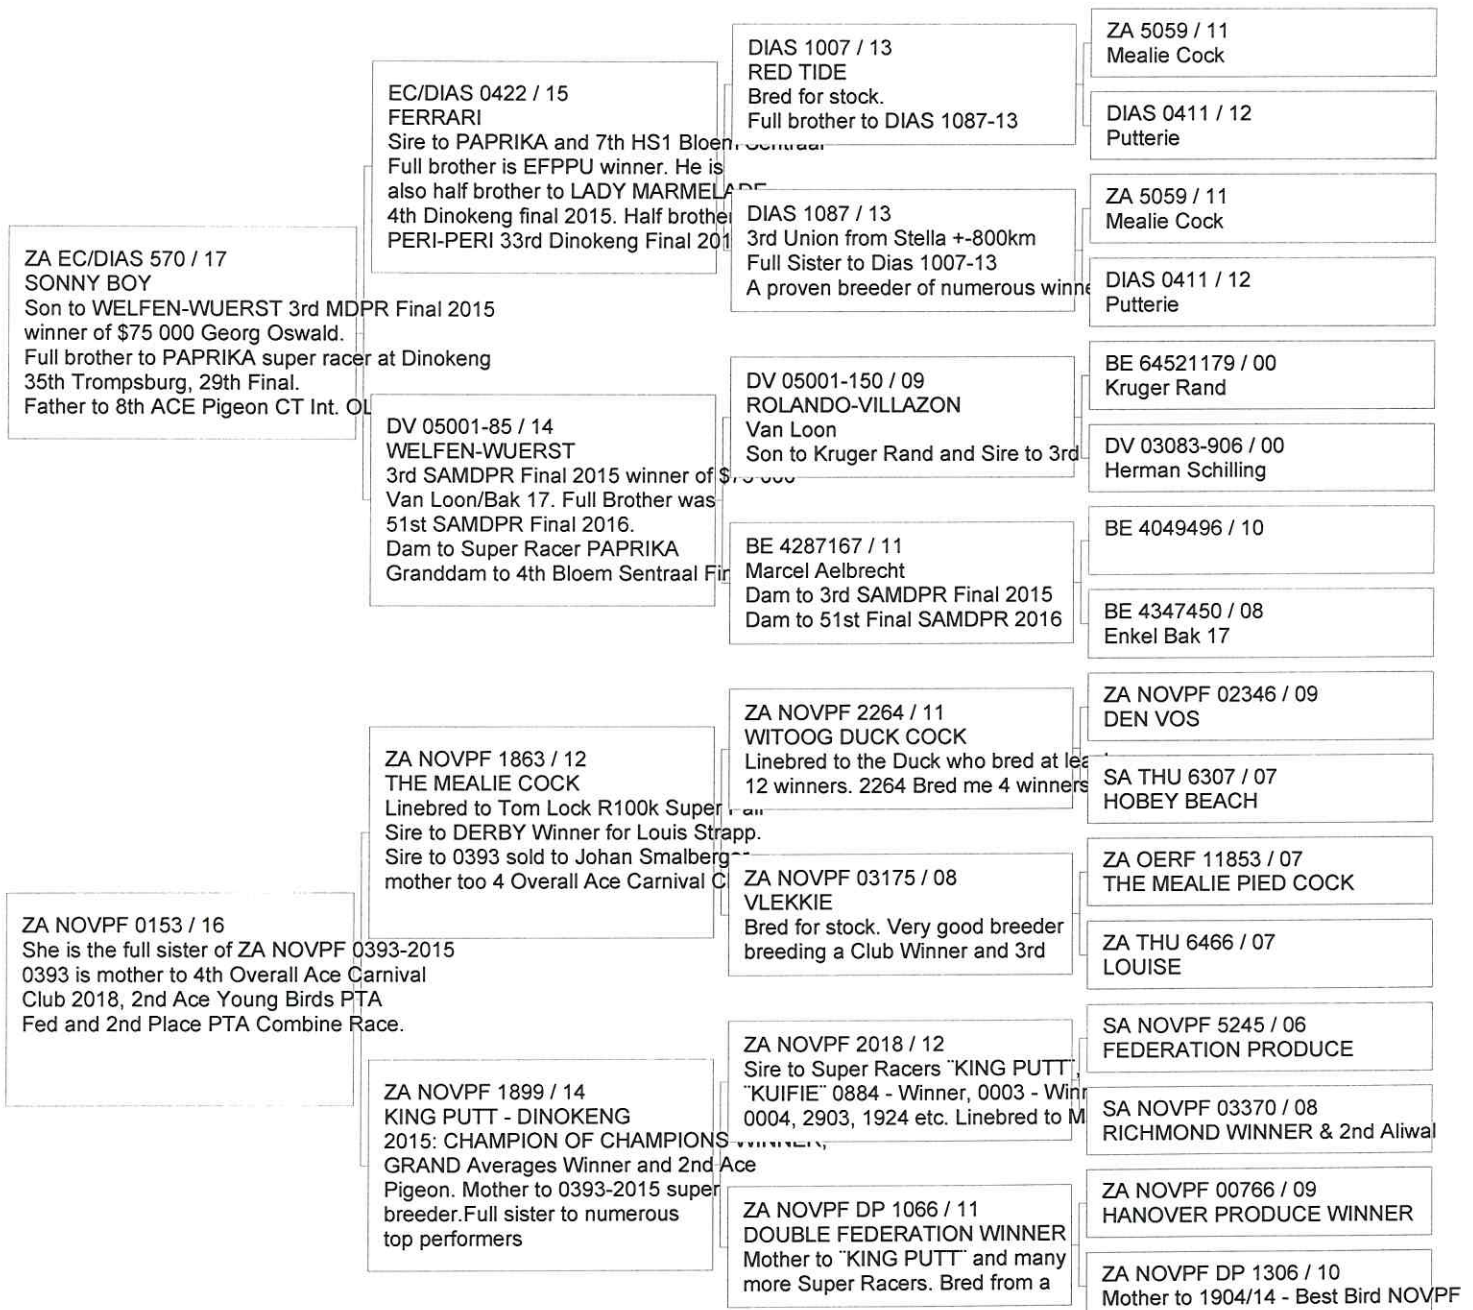 ZA EC/DIAS 570 / 17
SONNY BOY
Son to WELFEN-WUERST 3rd MDPR Final 2015
winner of $75 000 Georg Oswald.
Full brother to PAPRIKA super racer at Dinokeng
35th Trompsburg, 29th Final.
Father to 8th ACE Pigeon CT Int. OL
ZA NOVPF 0153 / 16
She is the full sister of ZA NOVPF 0393-2015
0393 is mother to 4th Overall Ace Carnival
Club 2018, 2nd Ace Young Birds PTA
Fed and 2nd Place PTA Combine Race.
EC/DIAS 0422 / 15
FERRARI
Sire to PAPRIKA and 7th HS1 Bloem Sentraal
Full brother is EFPPU winner. He is
also half brother to LADY MARMELADE
4th Dinokeng final 2015. Half brother
PERI-PERI 33rd Dinokeng Final 201
DV 05001-85 / 14
WELFEN-WUERST
3rd SAMDPR Final 2015 winner of $75 000
Van Loon/Bak 17. Full Brother was
51st SAMDPR Final 2016.
Dam to Super Racer PAPRIKA
Granddam to 4th Bloem Sentraal Fin
ZA NOVPF 1863 / 12
THE MEALIE COCK
Linebred to Tom Lock R100k Super Pair
Sire to DERBY Winner for Louis Strapp.
Sire to 0393 sold to Johan Smalberger
mother too 4 Overall Ace Carnival C
ZA NOVPF 1899 / 14
KING PUTT - DINOKENG
2015: CHAMPION OF CHAMPIONS WINNER,
GRAND Averages Winner and 2nd Ace
Pigeon. Mother to 0393-2015 super
breeder.Full sister to numerous
top performers
DIAS 1007 / 13
RED TIDE
Bred for stock.
Full brother to DIAS 1087-13
DIAS 1087 / 13
3rd Union from Stella +-800km
Full Sister to Dias 1007-13
A proven breeder of numerous winne
DV 05001-150 / 09
ROLANDO-VILLAZON
Van Loon
Son to Kruger Rand and Sire to 3rd
BE 4287167 / 11
Marcel Aelbrecht
Dam to 3rd SAMDPR Final 2015
Dam to 51st Final SAMDPR 2016
ZA NOVPF 2264 / 11
WITOOG DUCK COCK
Linebred to the Duck who bred at least
12 winners. 2264 Bred me 4 winners
ZA NOVPF 03175 / 08
VLEKKIE
Bred for stock. Very good breeder
breeding a Club Winner and 3rd
ZA NOVPF 2018 / 12
Sire to Super Racers ¨KING PUTT¨,
¨KUIFIE¨ 0884 - Winner, 0003 - Winn
0004, 2903, 1924 etc. Linebred to M
ZA NOVPF DP 1066 / 11
DOUBLE FEDERATION WINNER
Mother to ¨KING PUTT¨ and many
more Super Racers. Bred from a
ZA 5059 / 11
Mealie Cock
DIAS 0411 / 12
Putterie
ZA 5059 / 11
Mealie Cock
DIAS 0411 / 12
Putterie
BE 64521179 / 00
Kruger Rand
DV 03083-906 / 00
Herman Schilling
BE 4049496 / 10
BE 4347450 / 08
Enkel Bak 17
ZA NOVPF 02346 / 09
DEN VOS
SA THU 6307 / 07
HOBEY BEACH
ZA OERF 11853 / 07
THE MEALIE PIED COCK
ZA THU 6466 / 07
LOUISE
SA NOVPF 5245 / 06
FEDERATION PRODUCE
SA NOVPF 03370 / 08
RICHMOND WINNER & 2nd Aliwal
ZA NOVPF 00766 / 09
HANOVER PRODUCE WINNER
ZA NOVPF DP 1306 / 10
Mother to 1904/14 - Best Bird NOVPF